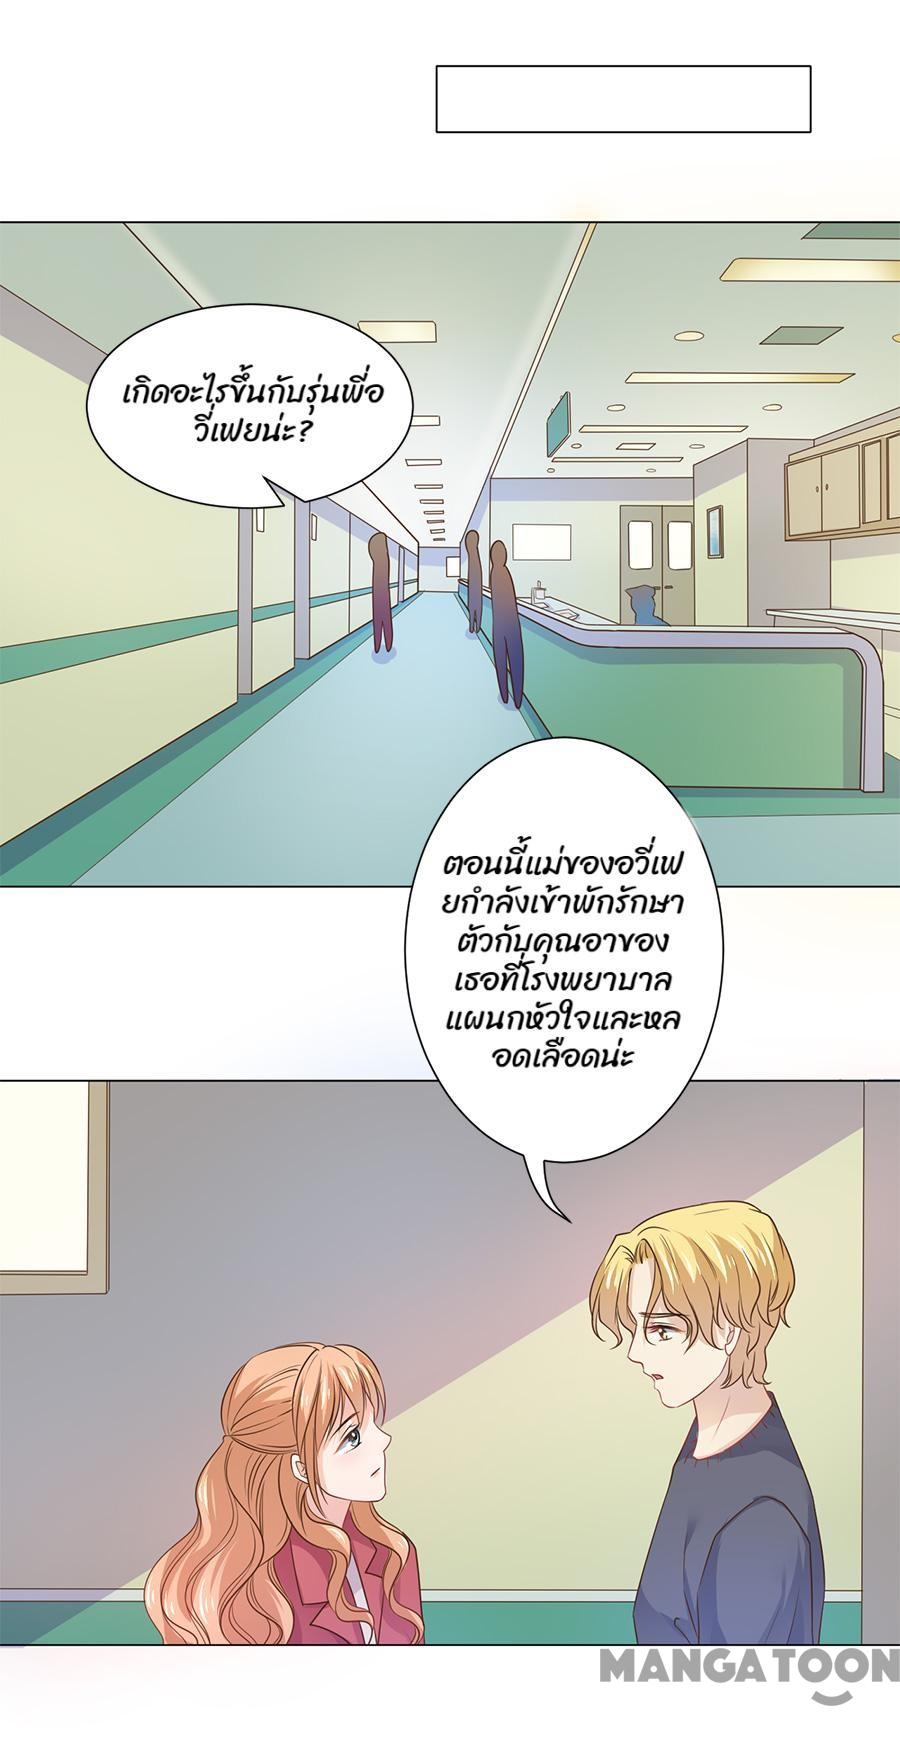 เกิดอะไรขึ้นกับรุ่นพี่อ
วี่เฟยน่ะ?
ตอนนี้แม่ของอวี่เฟ
ยกำลังเข้าพักรักษา
ตัวกับคุณอาของ
เธอที่โรงพยาบาล
แผนกหัวใจและหล
อดเลือดน่ะ
MANGATOON